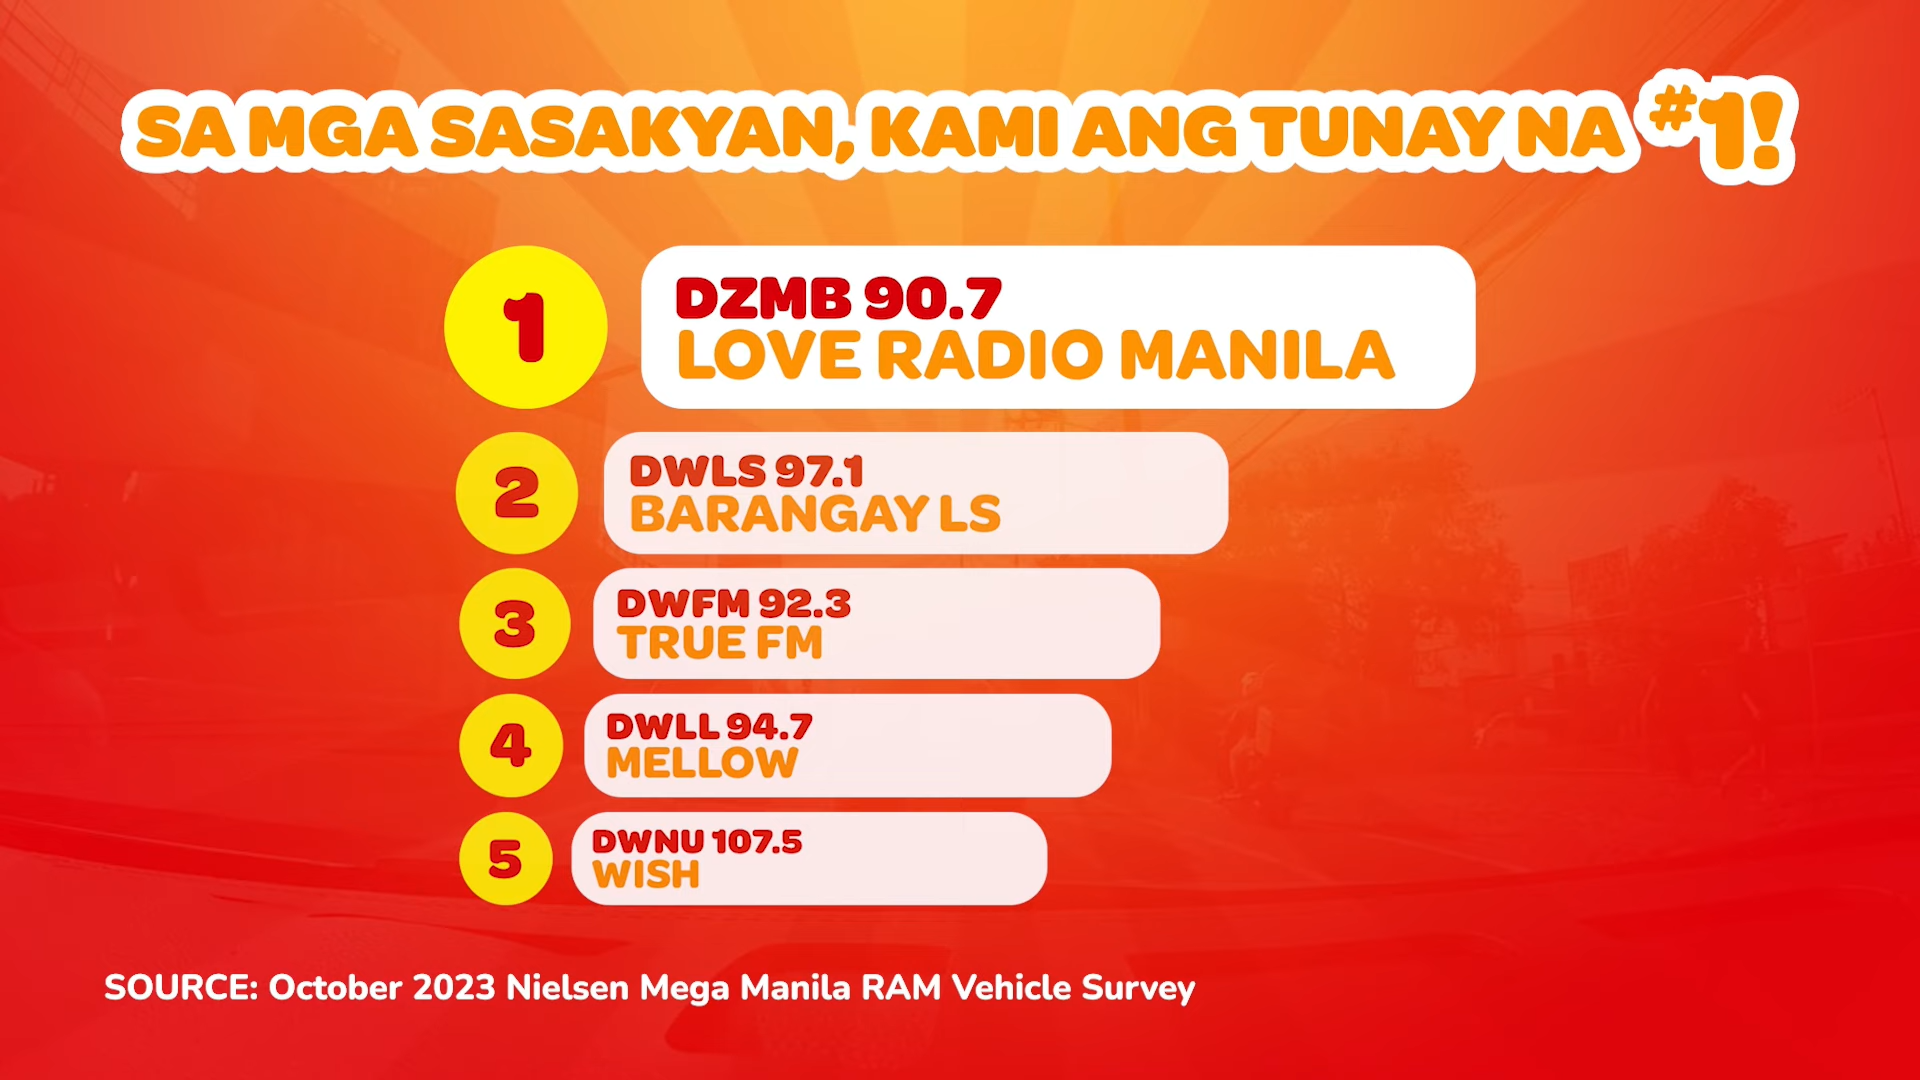 SA MGA SASAKYAN, KAMI ANG TUNAY NA #1!
1
DZMB 90.7
LOVE RADIO MANILA
2
DWLS 97.1
BARANGAY LS
3
DWFM 92.3
TRUE FM
4
DWLL 94.7
MELLOW
5
DWNU 107.5
WISH
SOURCE: October 2023 Nielsen Mega Manila RAM Vehicle Survey